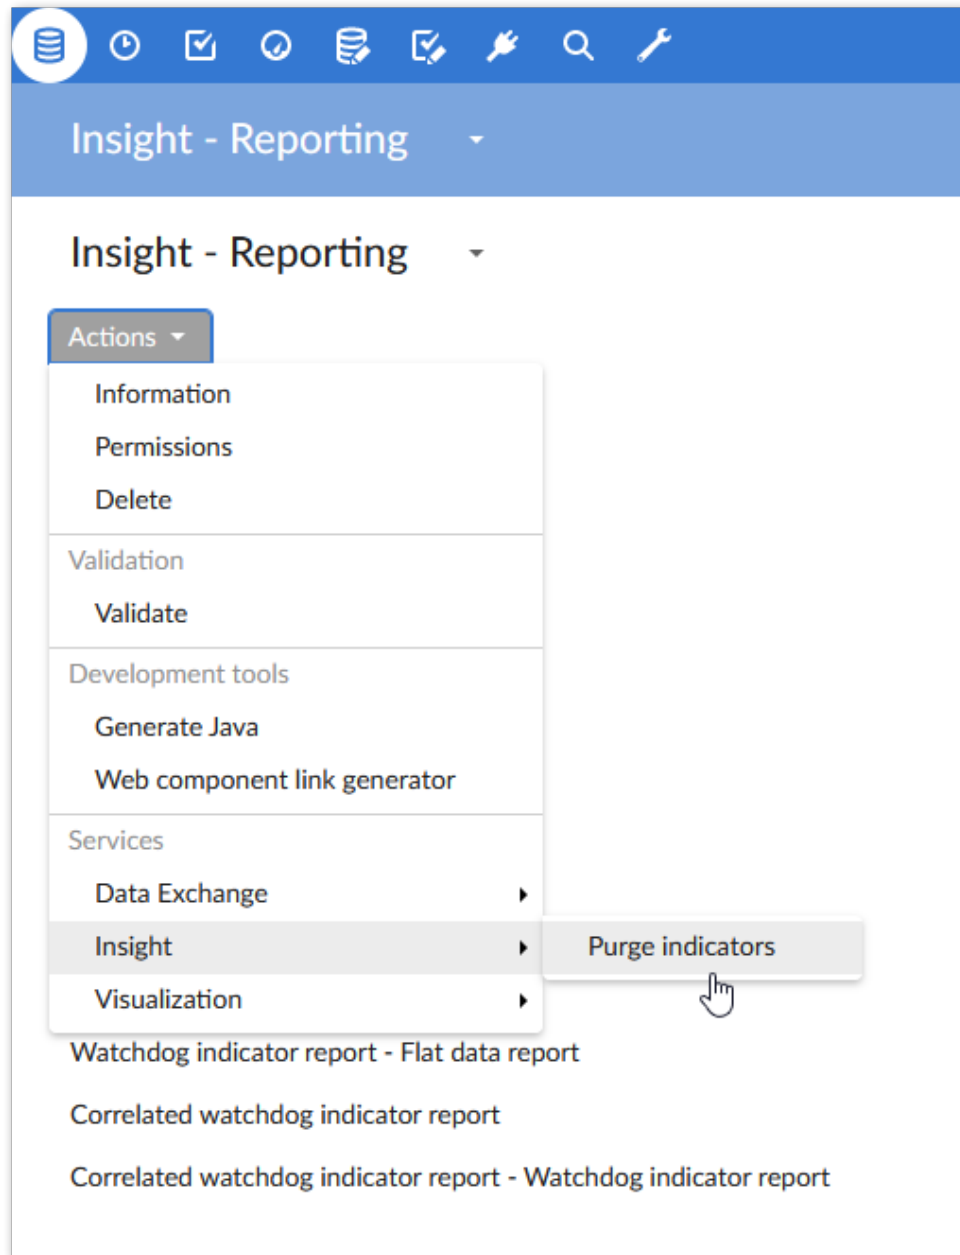 Insight - Reporting
Insight - Reporting
Actions
Information
Permissions
Delete
Validation
Validate
Development tools
Generate Java
Web component link generator
Services
Data Exchange
Insight
Purge indicators
Visualization
Watchdog indicator report - Flat data report
Correlated watchdog indicator report
Correlated watchdog indicator report - Watchdog indicator report